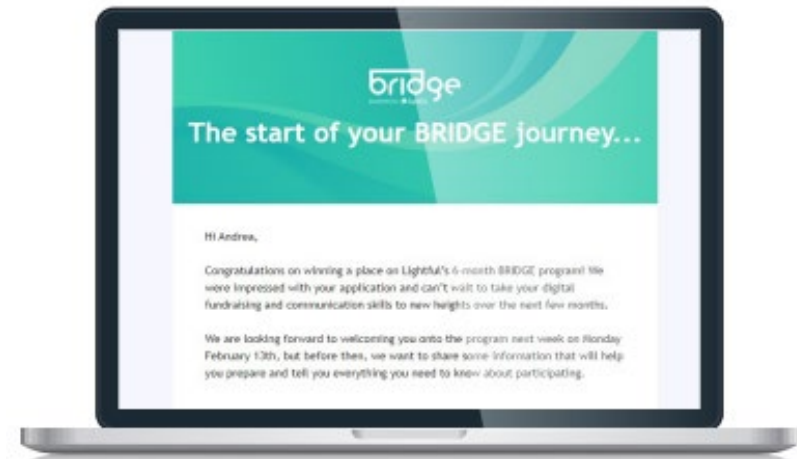 bridge
The start of your BRIDGE journey...
Hi Andrea,
Congratulations on winning a place on Lightful's 6-month BRIDGE program! We
were impressed with your application and can't wait to take your digital
fundraising and communication skills to new heights over the next few months.
We are looking forward to welcoming you onto the program next week on Monday
February 13th, but before then, we want to share some information that will help
you prepare and tell you everything you need to know about participating.